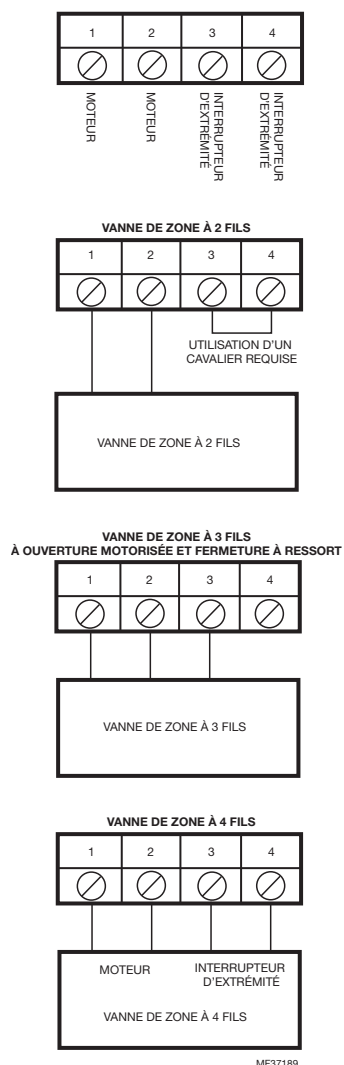 1 2 3 4
MOTEUR
MOTEUR
INTERRUPTEUR
D'EXTRÉMITÉ
INTERRUPTEUR
D'EXTRÉMITÉ
VANNE DE ZONE À 2 FILS
1 2 3 4
UTILISATION D'UN
CAVALIER REQUISE
VANNE DE ZONE À 2 FILS
VANNE DE ZONE À 3 FILS
À OUVERTURE MOTORISÉE ET FERMETURE À RESSORT
1 2 3 4
VANNE DE ZONE À 3 FILS
VANNE DE ZONE À 4 FILS
1 2 3 4
MOTEUR
INTERRUPTEUR
D'EXTRÉMITÉ
VANNE DE ZONE À 4 FILS
MF37189